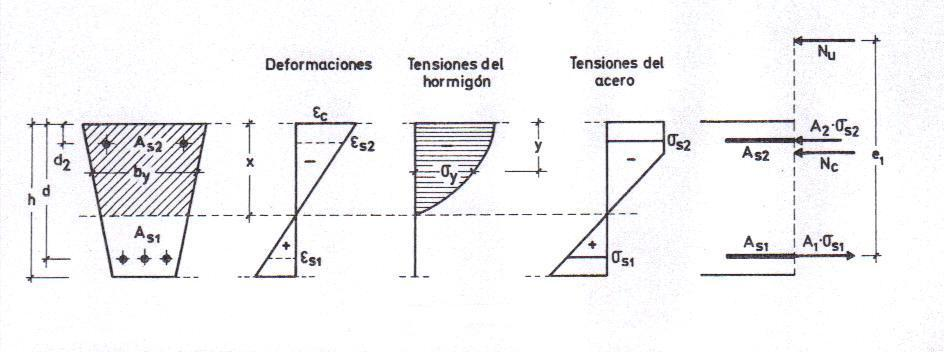 Deformaciones
Tensiones del
hormigón
Tensiones del
acero
Nu
εc
As2
εs2
σs2
A2·σs2
d2
x
y
As2
Nc
e1
by
σy
h
d
As1
εs1
σs1
As1
A1·σs1
−
−
−
+
+